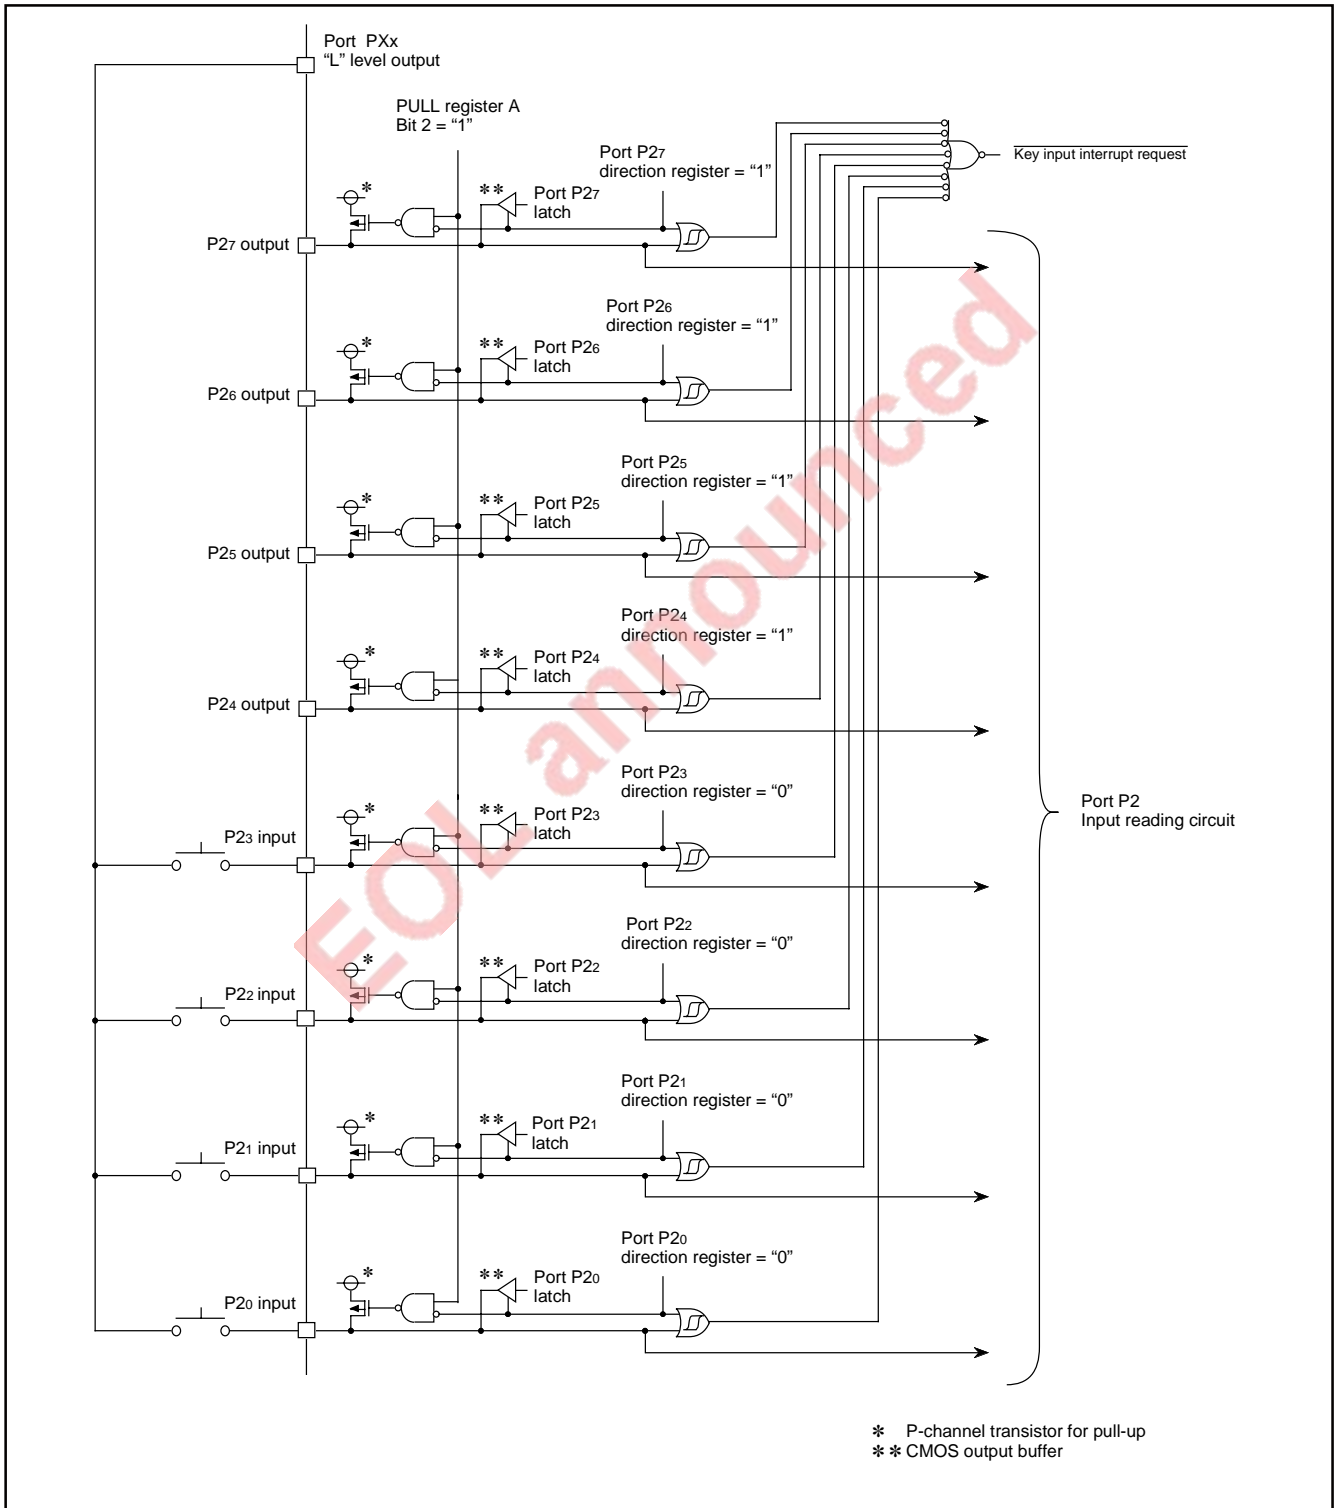 Port PXx
“L” level output
PULL register A
Bit 2 = “1”
Key input interrupt request
Port P27
direction register = “1”
Port P27
latch
P27 output
Port P26
direction register = “1”
Port P26
latch
P26 output
Port P25
direction register = “1”
Port P25
latch
P25 output
Port P24
direction register = “1”
Port P24
latch
P24 output
Port P23
direction register = “0”
Port P23
latch
P23 input
Port P2
Input reading circuit
Port P22
direction register = “0”
Port P22
latch
P22 input
Port P21
direction register = “0”
Port P21
latch
P21 input
Port P20
direction register = “0”
Port P20
latch
P20 input
* P-channel transistor for pull-up
** CMOS output buffer
EOL announced